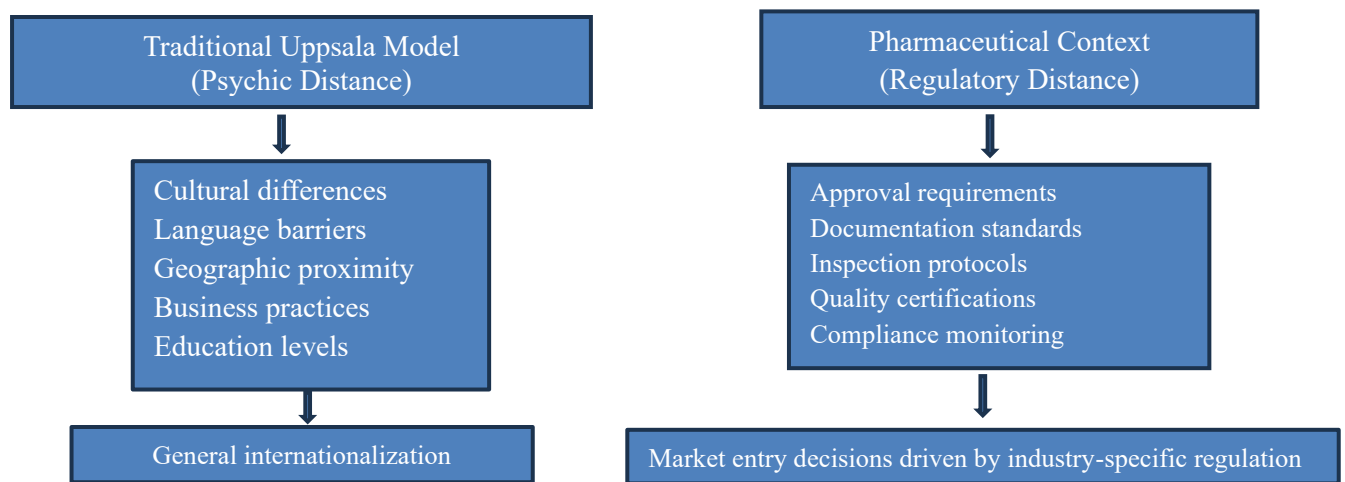 Traditional Uppsala Model
(Psychic Distance)
Cultural differences
Language barriers
Geographic proximity
Business practices
Education levels
General internationalization
Pharmaceutical Context
(Regulatory Distance)
Approval requirements
Documentation standards
Inspection protocols
Quality certifications
Compliance monitoring
Market entry decisions driven by industry-specific regulation